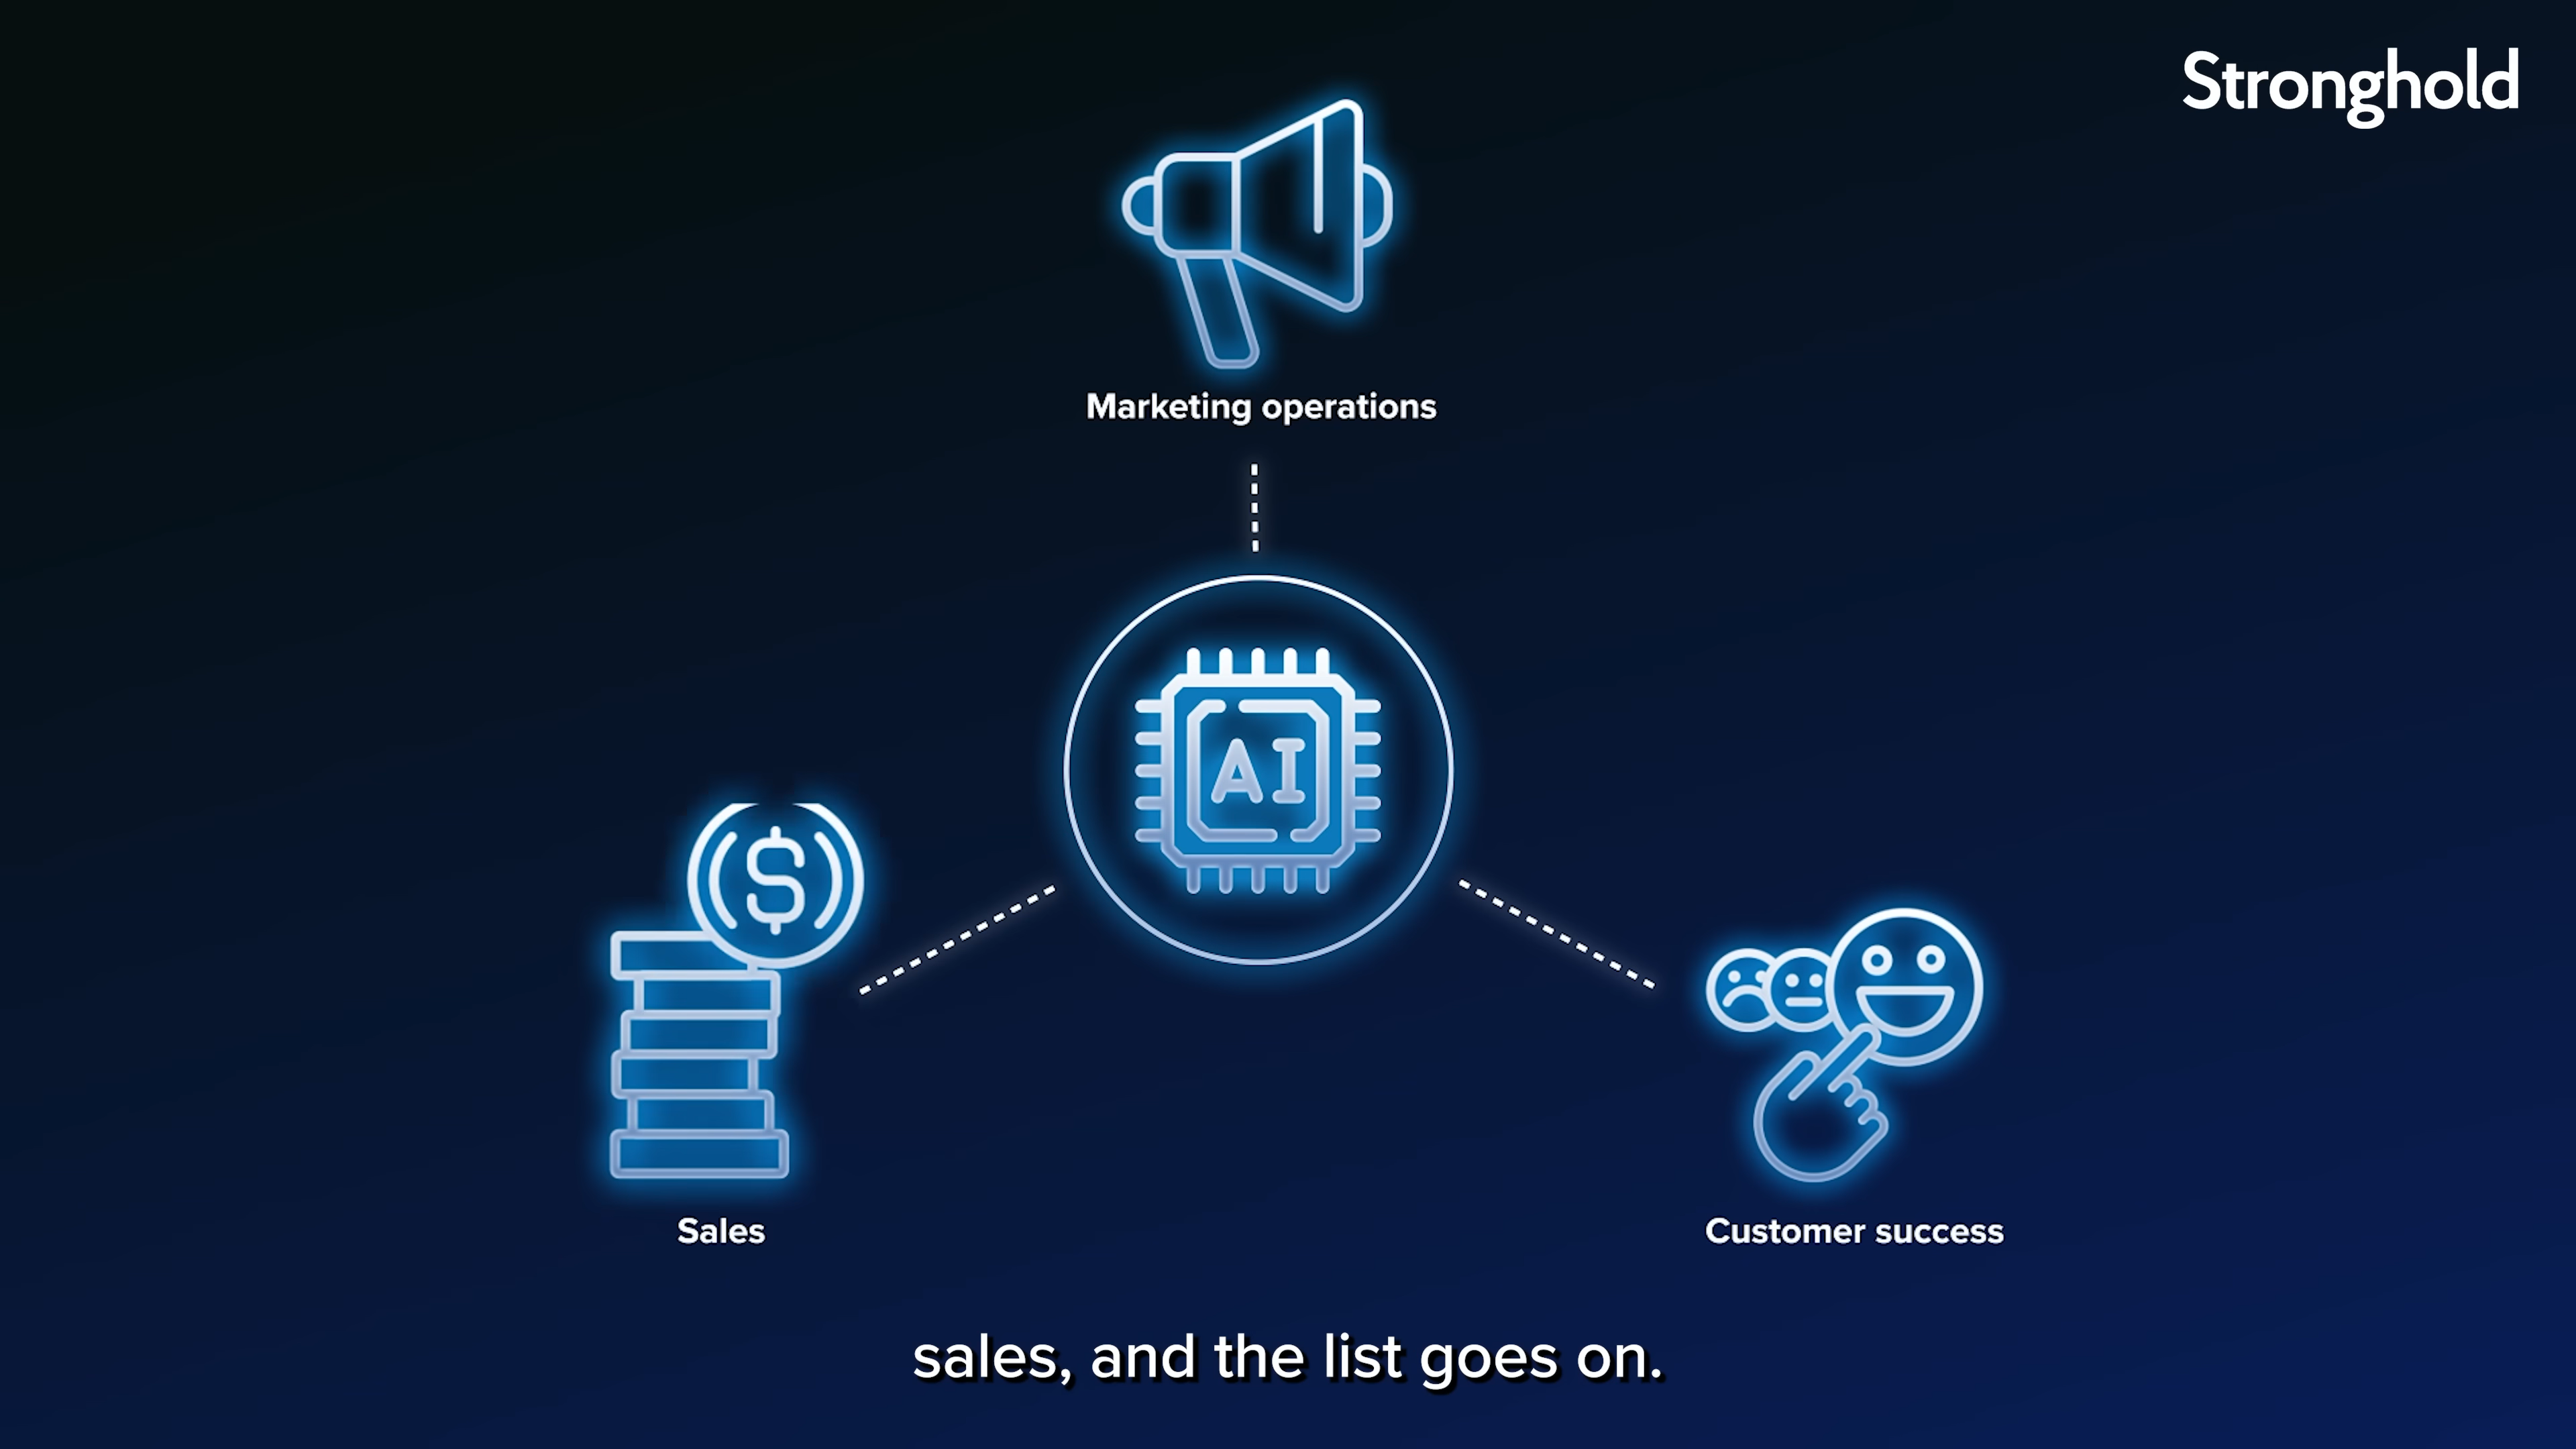 Stronghold
Marketing operations
AI
$
Sales
Customer success
sales, and the list goes on.